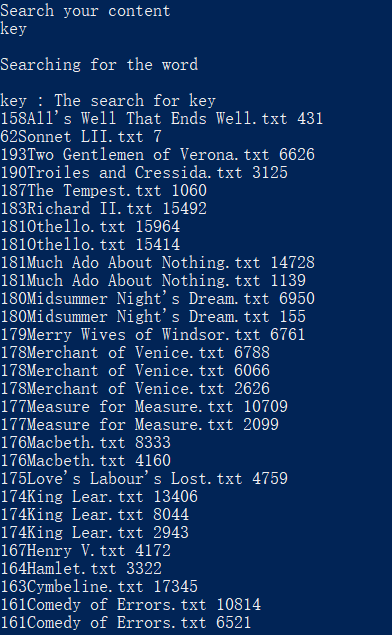 Search your content
key
Searching for the word
key : The search for key
158All's Well That Ends Well.txt 431
62Sonnet LII.txt 7
193Two Gentlemen of Verona.txt 6626
190Troiles and Cressida.txt 3125
187The Tempest.txt 1060
183Richard II.txt 15492
181Othello.txt 15964
181Othello.txt 15414
181Much Ado About Nothing.txt 14728
181Much Ado About Nothing.txt 1139
180Midsummer Night's Dream.txt 6950
180Midsummer Night's Dream.txt 155
179Merry Wives of Windsor.txt 6761
178Merchant of Venice.txt 6788
178Merchant of Venice.txt 6066
178Merchant of Venice.txt 2626
177Measure for Measure.txt 10709
177Measure for Measure.txt 2099
176Macbeth.txt 8333
176Macbeth.txt 4160
175Love's Labour's Lost.txt 4759
174King Lear.txt 13406
174King Lear.txt 8044
174King Lear.txt 2943
167Henry V.txt 4172
164Hamlet.txt 3322
163Cymbeline.txt 17345
161Comedy of Errors.txt 10814
161Comedy of Errors.txt 6521